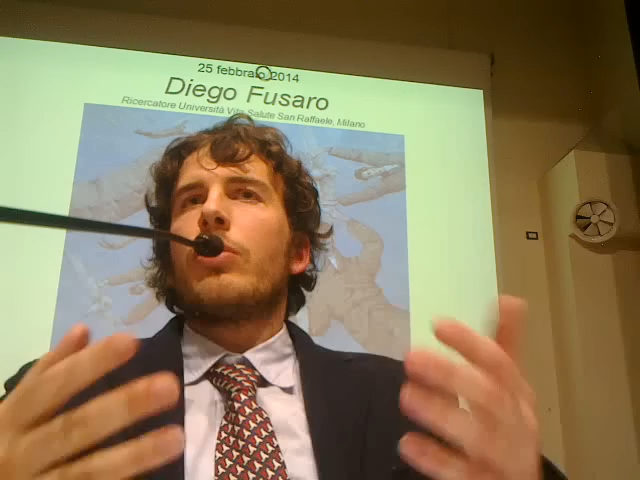 25 febbraio 2014
Diego Fusaro
Ricercatore Università Vita-Salute San Raffaele, Milano